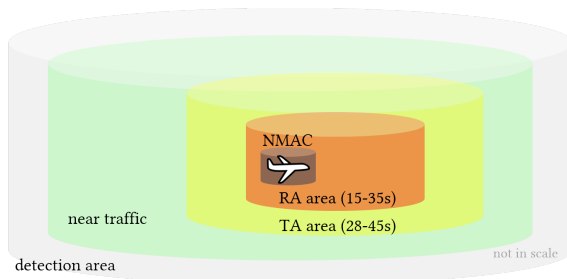 NMAC
RA area (15-35s)
near traffic
TA area (28-45s)
not in scale
detection area